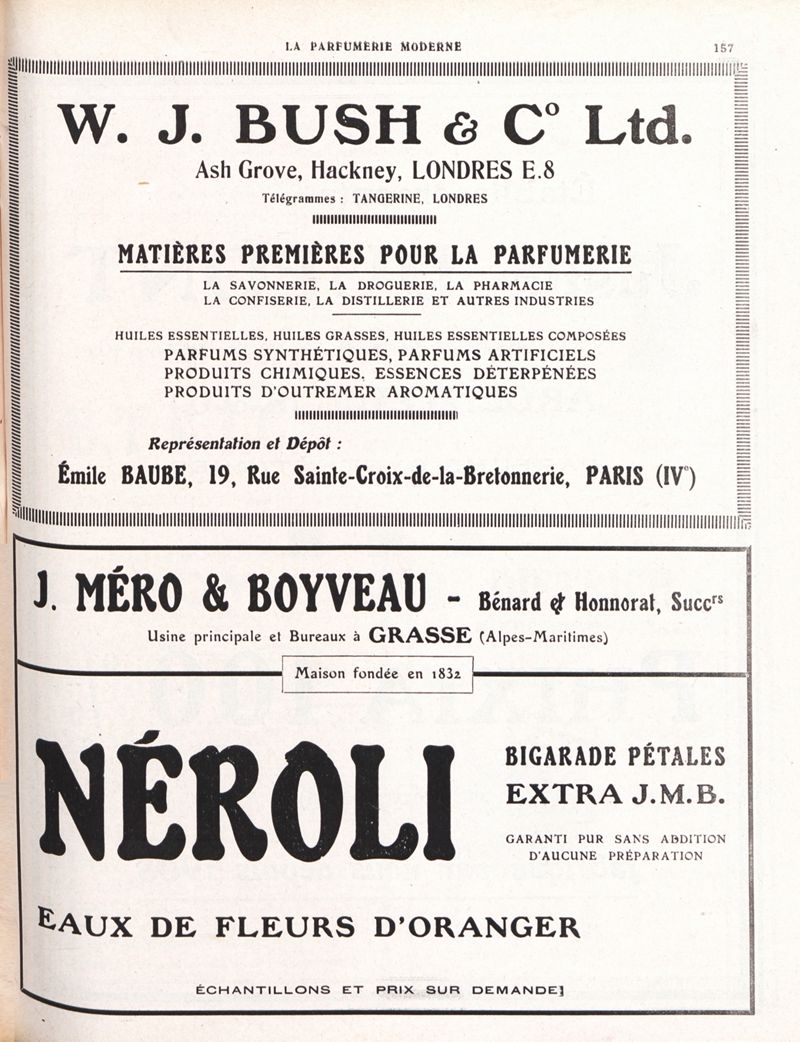 LA PARFUMERIE MODERNE 157
W. J. BUSH & Cº Ltd.
Ash Grove, Hackney, LONDRES E.8
Télégrammes : TANGERINE, LONDRES
MATIÈRES PREMIÈRES POUR LA PARFUMERIE
LA SAVONNERIE, LA DROGUERIE, LA PHARMACIE
LA CONFISERIE, LA DISTILLERIE ET AUTRES INDUSTRIES
HUILES ESSENTIELLES, HUILES GRASSES, HUILES ESSENTIELLES COMPOSÉES
PARFUMS SYNTHÉTIQUES, PARFUMS ARTIFICIELS
PRODUITS CHIMIQUES, ESSENCES DÉTERPÉNÉES
PRODUITS D'OUTREMER AROMATIQUES
Représentation et Dépôt :
Émile BAUBE, 19, Rue Sainte-Croix-de-la-Bretonnerie, PARIS (IVᵉ)
J. MÉRO & BOYVEAU - Bénard & Honnorat, Succʳˢ
Usine principale et Bureaux à GRASSE (Alpes-Maritimes)
Maison fondée en 1832
NÉROLI
BIGARADE PÉTALES
EXTRA J.M.B.
GARANTI PUR SANS ADDITION
D'AUCUNE PRÉPARATION
EAUX DE FLEURS D'ORANGER
ÉCHANTILLONS ET PRIX SUR DEMANDE]